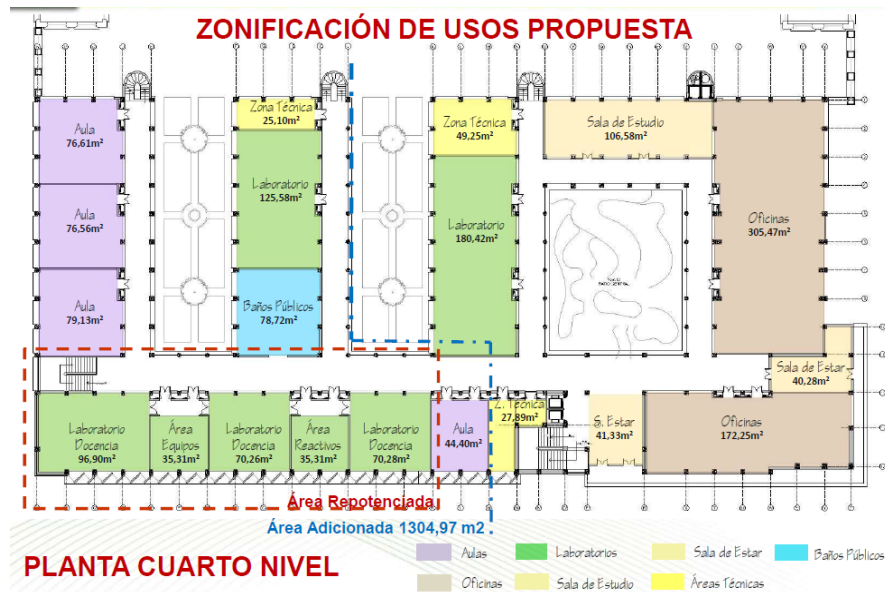 ZONIFICACIÓN DE USOS PROPUESTA
Zona Técnica
25,10m²
Zona Técnica
49,25m²
Sala de Estudio
106,58m²
Aula
76,61m²
Laboratorio
125,58m²
Aula
76,56m²
Laboratorio
180,42m²
Oficinas
305,47m²
Aula
79,13m²
Baños Públicos
78,72m²
Sala de Estar
40,28m²
Laboratorio
Docencia
96,90m²
Área
Equipos
35,31m²
Laboratorio
Docencia
70,26m²
Área
Reactivos
35,31m²
Laboratorio
Docencia
70,28m²
Aula
44,40m²
Z. Técnica
27,89m²
S. Estar
41,33m²
Oficinas
172,25m²
Área Repotenciada
Área Adicionada 1304,97 m2
PLANTA CUARTO NIVEL
Aulas
Laboratorios
Sala de Estar
Baños Públicos
Oficinas
Sala de Estudio
Áreas Técnicas